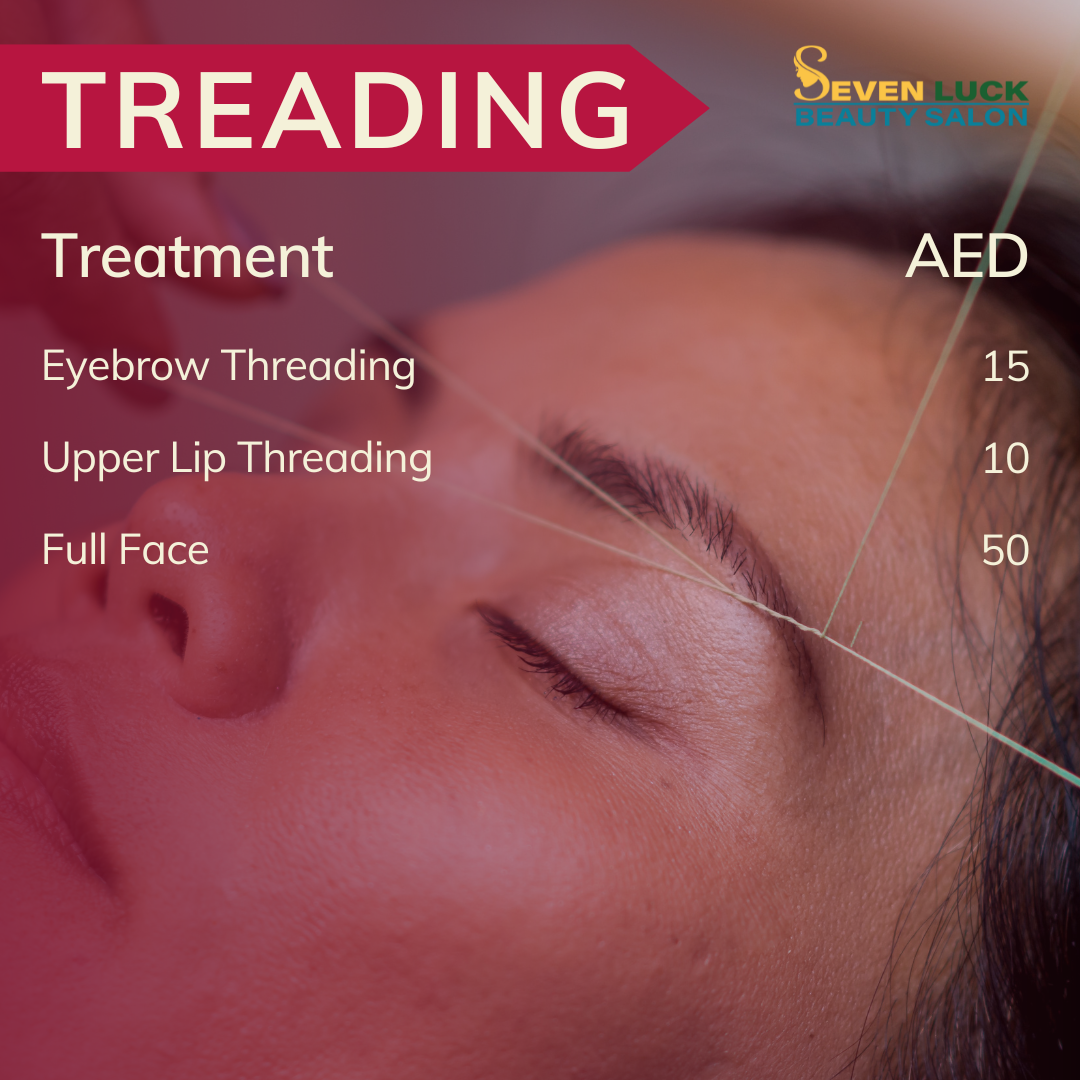 TREADING
SEVEN LUCK
BEAUTY SALON
Treatment AED
Eyebrow Threading 15
Upper Lip Threading 10
Full Face 50